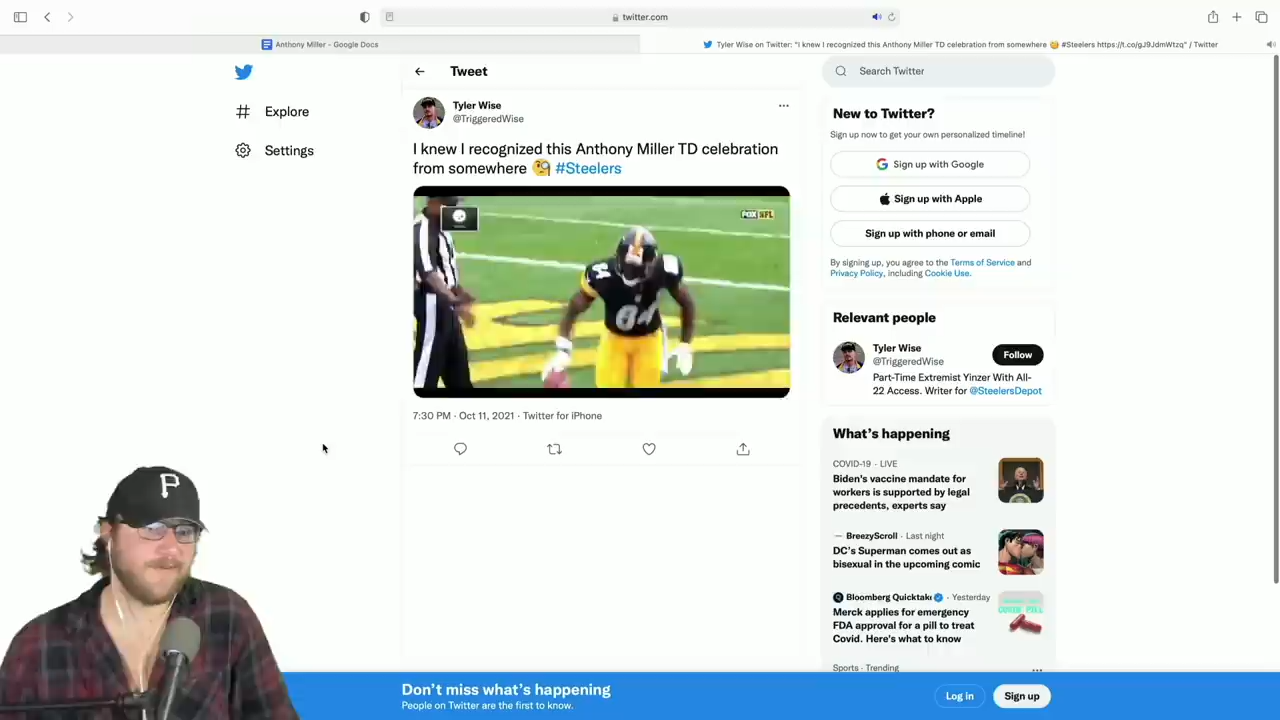 twitter.com
Anthony Miller – Google Docs
Tyler Wise on Twitter: "I knew I recognized this Anthony Miller TD celebration from somewhere 🧐 #Steelers https://t.co/gJ9JdmWtzq" / Twitter
Explore
Settings
Tweet
Tyler Wise
@TriggeredWise
I knew I recognized this Anthony Miller TD celebration
from somewhere 🧐 #Steelers
FOX NFL
84
7:30 PM · Oct 11, 2021 · Twitter for iPhone
Search Twitter
New to Twitter?
Sign up now to get your own personalized timeline!
Sign up with Google
Sign up with Apple
Sign up with phone or email
By signing up, you agree to the Terms of Service and
Privacy Policy, including Cookie Use.
Relevant people
Tyler Wise
@TriggeredWise
Follow
Part-Time Extremist Yinzer With All-
22 Access. Writer for @SteelersDepot
What's happening
COVID-19 · LIVE
Biden's vaccine mandate for
workers is supported by legal
precedents, experts say
BreezyScroll · Last night
DC's Superman comes out as
bisexual in the upcoming comic
Bloomberg Quicktake · Yesterday
Merck applies for emergency
FDA approval for a pill to treat
Covid. Here's what to know
COVID PILL
Sports · Trending
P
Don't miss what's happening
People on Twitter are the first to know.
Log in
Sign up